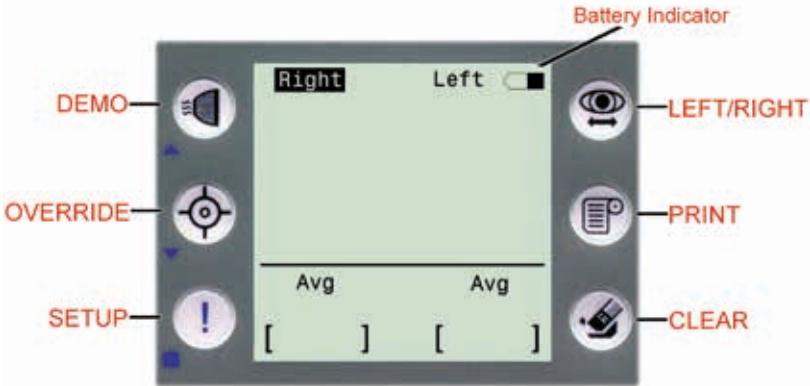 Battery Indicator
Right Left
DEMO
LEFT/RIGHT
OVERRIDE
PRINT
Avg Avg
SETUP
!
CLEAR
[ ] [ ]